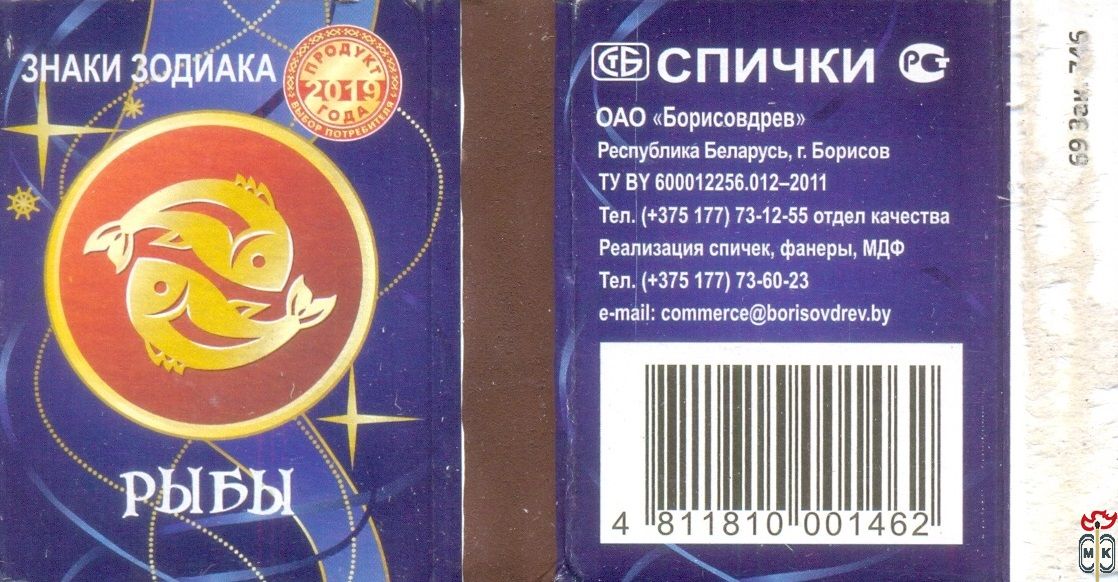 ЗНАКИ ЗОДИАКА
ПРОДУКТ
2019
ГОДА
ВЫБОР ПОТРЕБИТЕЛЯ
РЫБЫ
СТБ СПИЧКИ РСТ
ОАО «Борисовдрев»
Республика Беларусь, г. Борисов
ТУ BY 600012256.012–2011
Тел. (+375 177) 73-12-55 отдел качества
Реализация спичек, фанеры, МДФ
Тел. (+375 177) 73-60-23
e-mail: commerce@borisovdrev.by
4 811810 001462
69 Зак. 745
МК